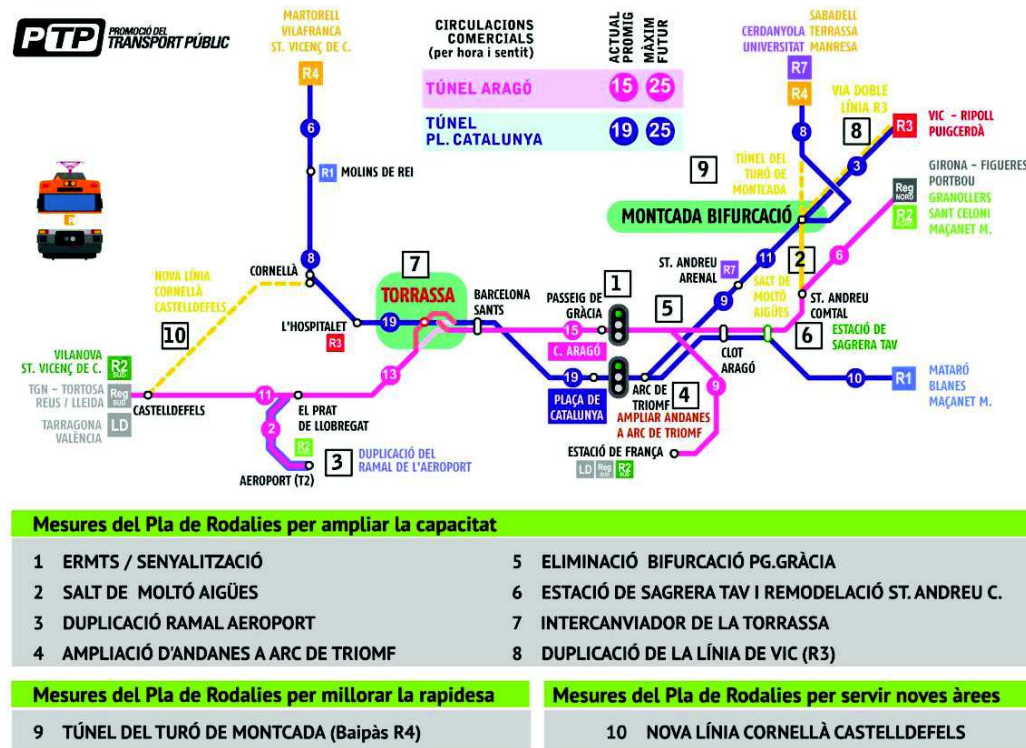 PTP PROMOCIÓ DEL
TRANSPORT PÚBLIC
MARTORELL
VILAFRANCA
ST. VICENÇ DE C.
R4
CIRCULACIONS
COMERCIALS
(per hora i sentit)
ACTUAL
PROMIG
MÀXIM
FUTUR
TÚNEL ARAGÓ 15 25
TÚNEL
PL. CATALUNYA 19 25
SABADELL
CERDANYOLA TERRASSA
UNIVERSITAT MANRESA
R7
R4
VIA DOBLE
LÍNIA R3
8
R3
VIC - RIPOLL
PUIGCERDÀ
6
8
3
R1 MOLINS DE REI
9
TÚNEL DEL
TURÓ DE
MONTCADA
Reg
NORD
R2
GIRONA - FIGUERES
PORTBOU
GRANOLLERS
SANT CELONI
MAÇANET M.
MONTCADA BIFURCACIÓ
8
CORNELLÀ
7
TORRASSA
11
2
6
ST. ANDREU
ARENAL
R7
9
SALT DE
MOLTÓ
AIGÜES
NOVA LÍNIA
CORNELLÀ
CASTELLDEFELS
10
L'HOSPITALET
R3
19
BARCELONA
SANTS
PASSEIG DE
GRÀCIA
1
5
ST. ANDREU
COMTAL
15
C. ARAGÓ
6
ESTACIÓ DE
SAGRERA TAV
VILANOVA
ST. VICENÇ DE C.
R2
SUD
TGN - TORTOSA
REUS / LLEIDA
Reg
SUD
TARRAGONA
VALÈNCIA
LD
13
CLOT
ARAGÓ
CASTELLDEFELS
11
EL PRAT
DE LLOBREGAT
R2
19
PLAÇA DE
CATALUNYA
ARC DE
TRIOMF
4
9
10
R1
MATARÓ
BLANES
MAÇANET M.
AMPLIAR ANDANES
A ARC DE TRIOMF
2
AEROPORT (T2)
3
DUPLICACIÓ DEL
RAMAL DE L'AEROPORT
ESTACIÓ DE FRANÇA
LD Reg SUD R2 SUD
Mesures del Pla de Rodalies per ampliar la capacitat
1 ERMTS / SENYALITZACIÓ
2 SALT DE MOLTÓ AIGÜES
3 DUPLICACIÓ RAMAL AEROPORT
4 AMPLIACIÓ D'ANDANES A ARC DE TRIOMF
5 ELIMINACIÓ BIFURCACIÓ PG.GRÀCIA
6 ESTACIÓ DE SAGRERA TAV I REMODELACIÓ ST. ANDREU C.
7 INTERCANVIADOR DE LA TORRASSA
8 DUPLICACIÓ DE LA LÍNIA DE VIC (R3)
Mesures del Pla de Rodalies per millorar la rapidesa
9 TÚNEL DEL TURÓ DE MONTCADA (Baipàs R4)
Mesures del Pla de Rodalies per servir noves àrees
10 NOVA LÍNIA CORNELLÀ CASTELLDEFELS